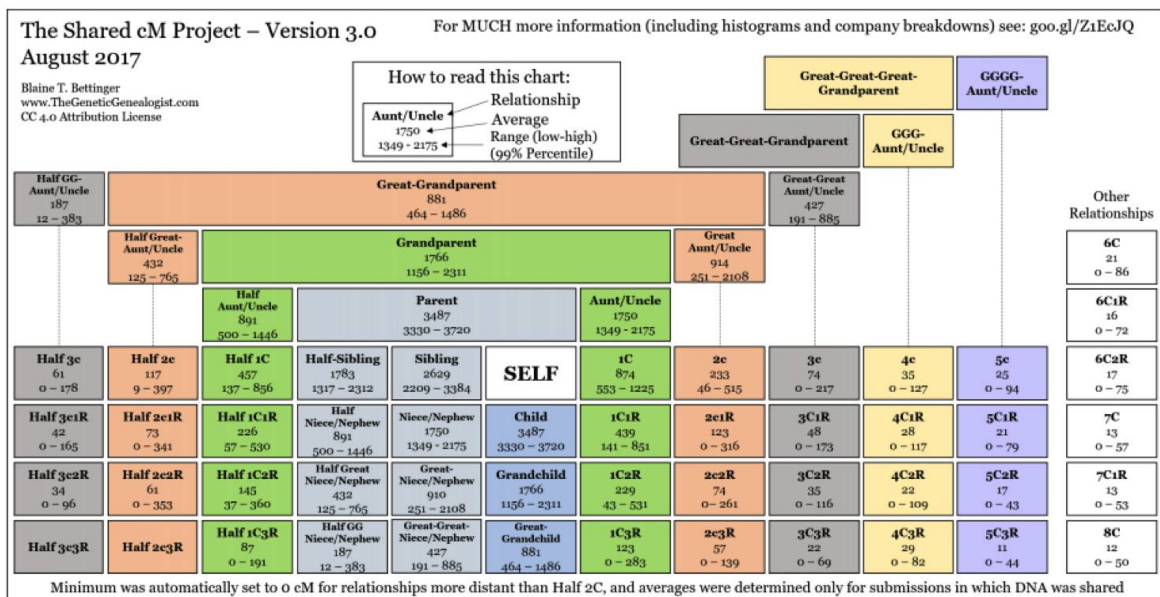 The Shared cM Project – Version 3.0
August 2017
Blaine T. Bettinger
www.TheGeneticGenealogist.com
CC 4.0 Attribution License
For MUCH more information (including histograms and company breakdowns) see: goo.gl/Z1EcJQ
How to read this chart:
Aunt/Uncle
1750
1349 - 2175
Relationship
Average
Range (low-high)
(99% Percentile)
Great-Great-Great-
Grandparent
GGGG-
Aunt/Uncle
Great-Great-Grandparent
GGG-
Aunt/Uncle
Half GG-
Aunt/Uncle
187
12 – 383
Great-Grandparent
881
464 – 1486
Great-Great
Aunt/Uncle
427
191 – 885
Other
Relationships
Half Great-
Aunt/Uncle
432
125 – 765
Grandparent
1766
1156 – 2311
Great
Aunt/Uncle
914
251 – 2108
6C
21
0 – 86
Half
Aunt/Uncle
891
500 – 1446
Parent
3487
3330 – 3720
Aunt/Uncle
1750
1349 - 2175
6C1R
16
0 – 72
Half 3c
61
0 – 178
Half 2c
117
9 – 397
Half 1C
457
137 – 856
Half-Sibling
1783
1317 – 2312
Sibling
2629
2209 – 3384
SELF
1C
874
553 – 1225
2c
233
46 – 515
3c
74
0 – 217
4c
35
0 – 127
5c
25
0 – 94
6C2R
17
0 – 75
Half 3c1R
42
0 – 165
Half 2c1R
73
0 – 341
Half 1C1R
226
57 – 530
Half
Niece/Nephew
891
500 – 1446
Niece/Nephew
1750
1349 - 2175
Child
3487
3330 – 3720
1C1R
439
141 – 851
2c1R
123
0 – 316
3C1R
48
0 – 173
4C1R
28
0 – 117
5C1R
21
0 – 79
7C
13
0 – 57
Half 3c2R
34
0 – 96
Half 2c2R
61
0 – 353
Half 1C2R
145
37 – 360
Half Great
Niece/Nephew
432
125 – 765
Great-
Niece/Nephew
910
251 – 2108
Grandchild
1766
1156 – 2311
1C2R
229
43 – 531
2c2R
74
0 – 261
3C2R
35
0 – 116
4C2R
22
0 – 109
5C2R
17
0 – 43
7C1R
13
0 – 53
Half 3c3R
Half 2c3R
Half 1C3R
87
0 – 191
Half GG
Niece/Nephew
187
12 – 383
Great-Great-
Niece/Nephew
427
191 – 885
Great-
Grandchild
881
464 – 1486
1C3R
123
0 – 283
2c3R
57
0 – 139
3C3R
22
0 – 69
4C3R
29
0 – 82
5C3R
11
0 – 44
8C
12
0 – 50
Minimum was automatically set to 0 cM for relationships more distant than Half 2C, and averages were determined only for submissions in which DNA was shared